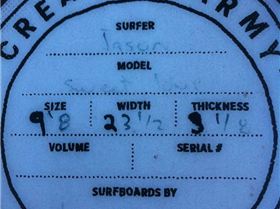 CREA ARMY
SURFER
Jason
MODEL
sweet
SIZE WIDTH THICKNESS
9'8 23 1/2 3 1/8
VOLUME SERIAL #
SURFBOARDS BY